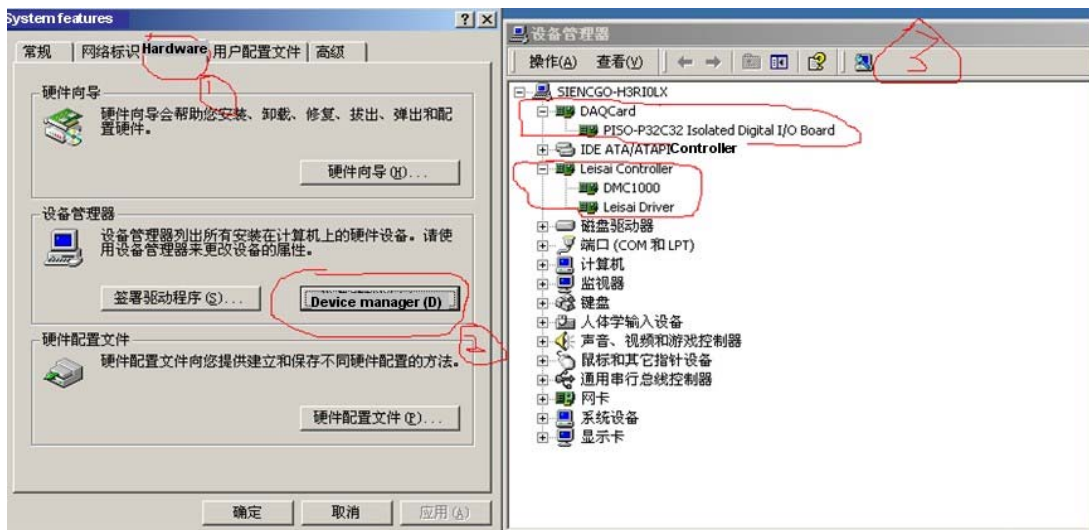 System features
常规 网络标识 Hardware 用户配置文件 高级
1
硬件向导
硬件向导会帮助您安装、卸载、修复、拔出、弹出和配
置硬件。
硬件向导(H)...
设备管理器
设备管理器列出所有安装在计算机上的硬件设备。请使
用设备管理器来更改设备的属性。
签署驱动程序(S)...
Device manager (D)
2
硬件配置文件
硬件配置文件向您提供建立和保存不同硬件配置的方法。
硬件配置文件(P)...
确定 取消 应用(A)
设备管理器
3
操作(A) 查看(V)
SIENCGO-H3RI0LX
DAQCard
PISO-P32C32 Isolated Digital I/O Board
IDE ATA/ATAPI Controller
Leisai Controller
DMC1000
Leisai Driver
磁盘驱动器
端口 (COM 和 LPT)
计算机
监视器
键盘
人体学输入设备
声音、视频和游戏控制器
鼠标和其它指针设备
通用串行总线控制器
网卡
系统设备
显示卡